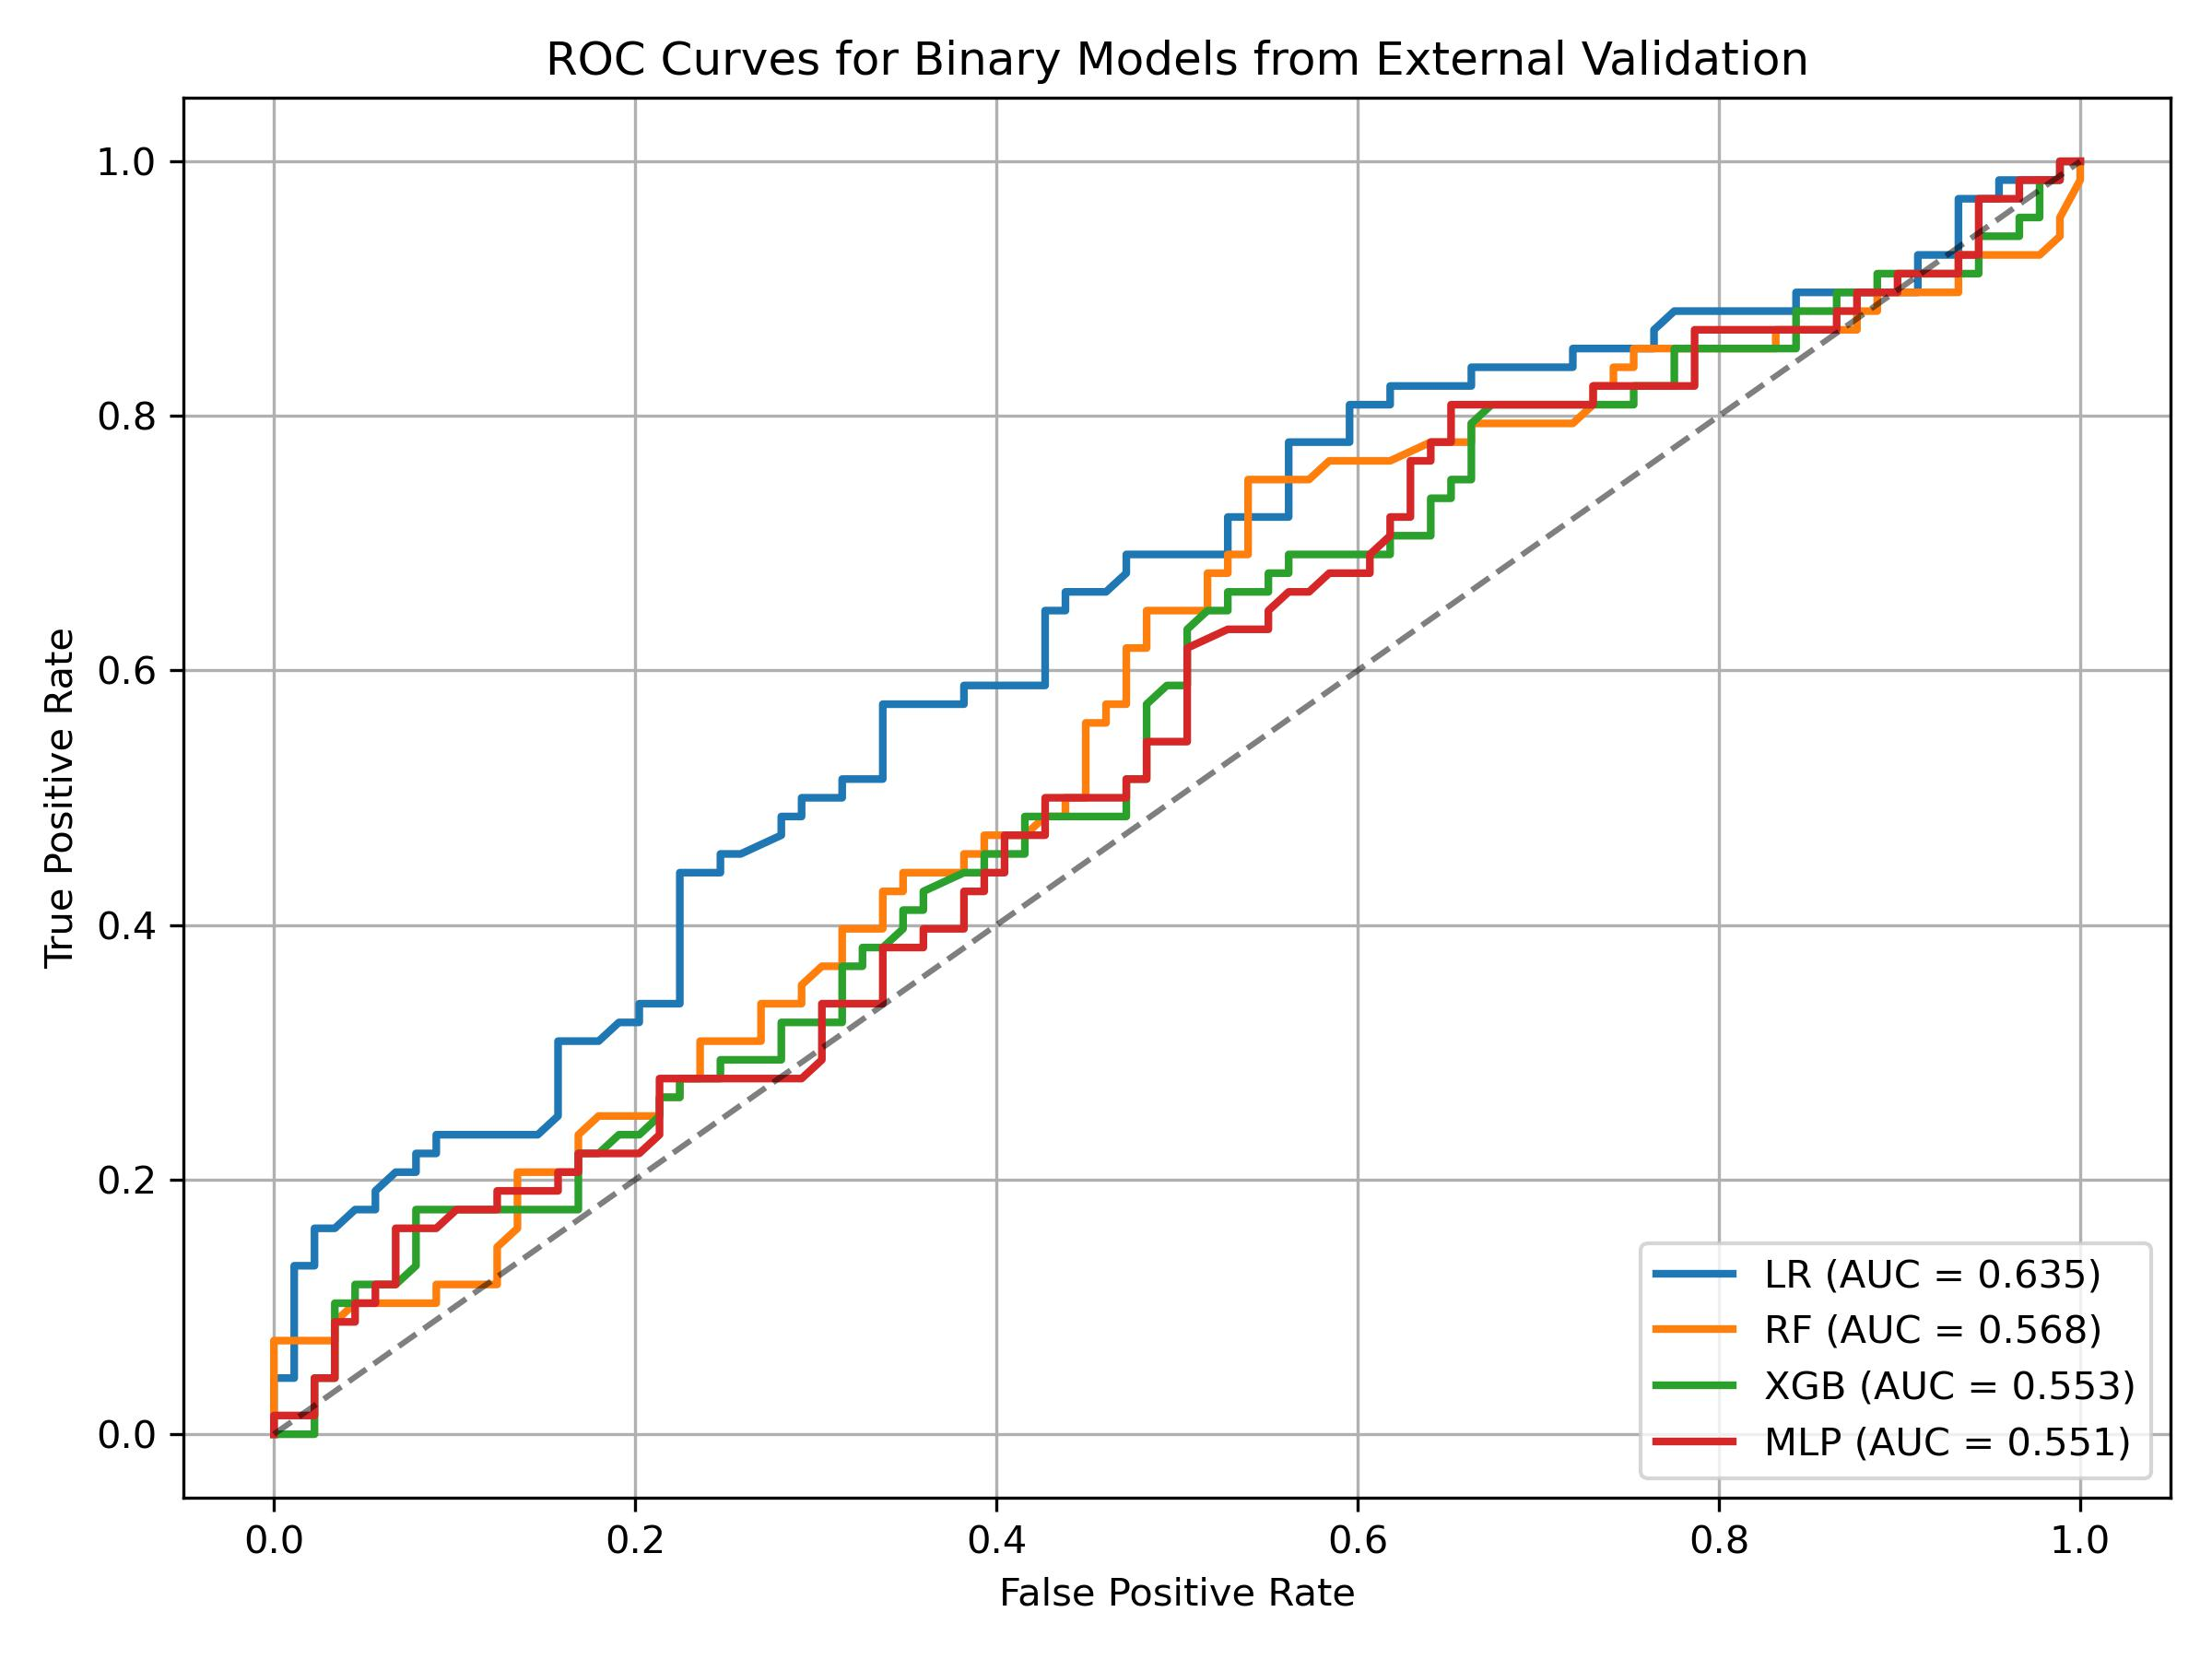 ROC Curves for Binary Models from External Validation
True Positive Rate
1.0
0.8
0.6
0.4
0.2
0.0
0.0 0.2 0.4 0.6 0.8 1.0
False Positive Rate
LR (AUC = 0.635)
RF (AUC = 0.568)
XGB (AUC = 0.553)
MLP (AUC = 0.551)